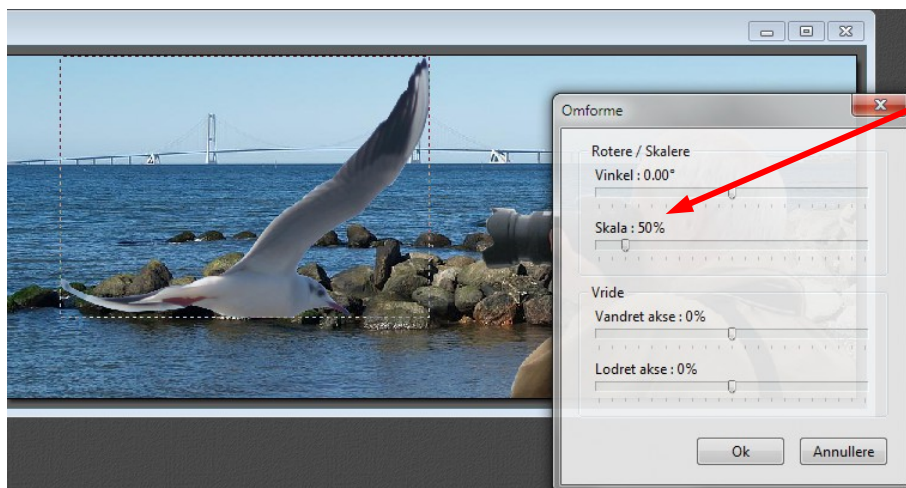 Omforme
Rotere / Skalere
Vinkel : 0.00°
Skala : 50%
Vride
Vandret akse : 0%
Lodret akse : 0%
Ok Annullere